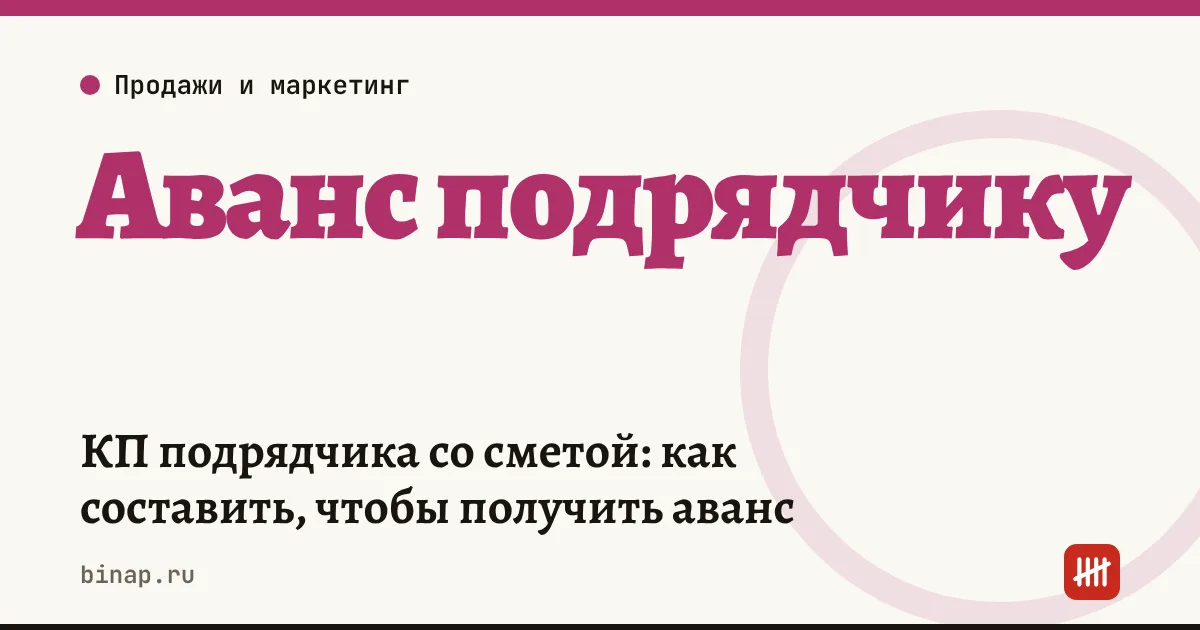 Продажи и маркетинг
Аванс подрядчику
КП подрядчика со сметой: как
составить, чтобы получить аванс
binap.ru